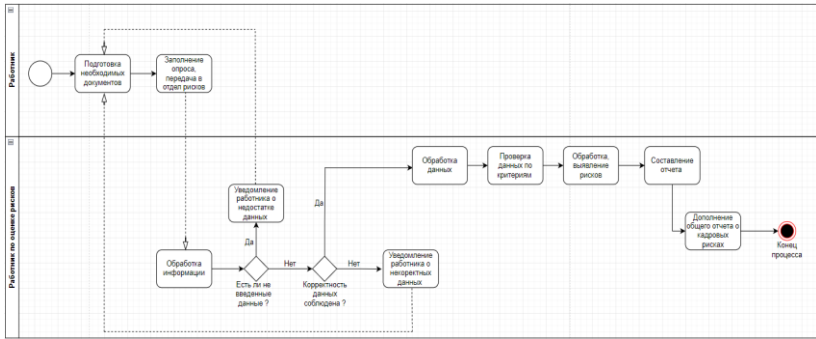 Работник
Подготовка
необходимых
документов
Заполнение
опроса,
передача в
отдел рисков
Работник по оценке рисков
Обработка
данных
Проверка
данных по
критериям
Обработка,
выявление
рисков
Составление
отчета
Уведомление
работника о
недостатке
данных
Да
Да
Дополнение
общего отчета о
кадровых
рисках
Конец
процесса
Обработка
информации
Нет
Нет
Уведомление
работника о
некоректных
данных
Есть ли не
введенные
данные ?
Корректность
данных
соблюдена ?